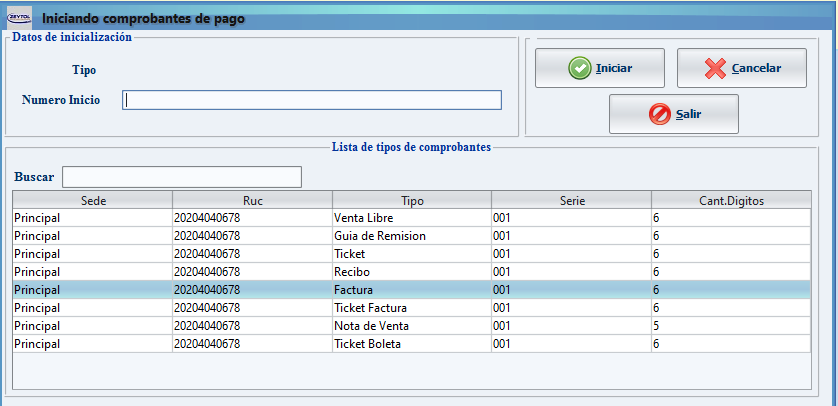 ZEYTOL Iniciando comprobantes de pago
Datos de inicialización
Tipo
Numero Inicio
Iniciar Cancelar
Salir
Lista de tipos de comprobantes
Buscar
Sede Ruc Tipo Serie Cant.Digitos
Principal 20204040678 Venta Libre 001 6
Principal 20204040678 Guia de Remision 001 6
Principal 20204040678 Ticket 001 6
Principal 20204040678 Recibo 001 6
Principal 20204040678 Factura 001 6
Principal 20204040678 Ticket Factura 001 6
Principal 20204040678 Nota de Venta 001 5
Principal 20204040678 Ticket Boleta 001 6